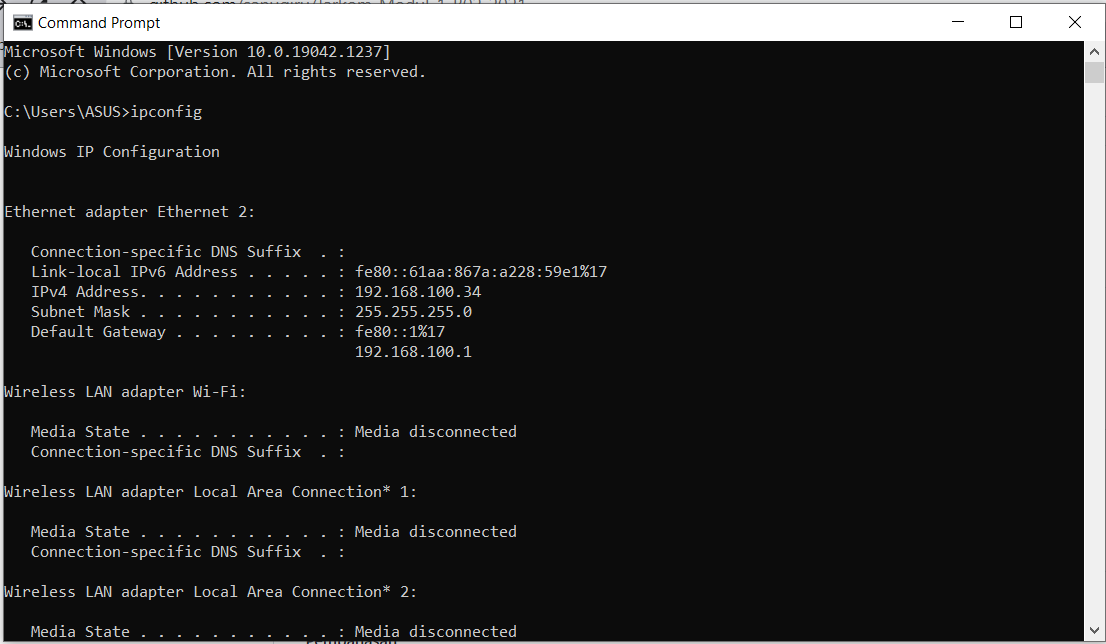 Command Prompt
Microsoft Windows [Version 10.0.19042.1237]
(c) Microsoft Corporation. All rights reserved.
C:\Users\ASUS>ipconfig
Windows IP Configuration
Ethernet adapter Ethernet 2:
   Connection-specific DNS Suffix  . :
   Link-local IPv6 Address . . . . . : fe80::61aa:867a:a228:59e1%17
   IPv4 Address. . . . . . . . . . . : 192.168.100.34
   Subnet Mask . . . . . . . . . . . : 255.255.255.0
   Default Gateway . . . . . . . . . : fe80::1%17
                                       192.168.100.1
Wireless LAN adapter Wi-Fi:
   Media State . . . . . . . . . . . : Media disconnected
   Connection-specific DNS Suffix  . :
Wireless LAN adapter Local Area Connection* 1:
   Media State . . . . . . . . . . . : Media disconnected
   Connection-specific DNS Suffix  . :
Wireless LAN adapter Local Area Connection* 2:
   Media State . . . . . . . . . . . : Media disconnected